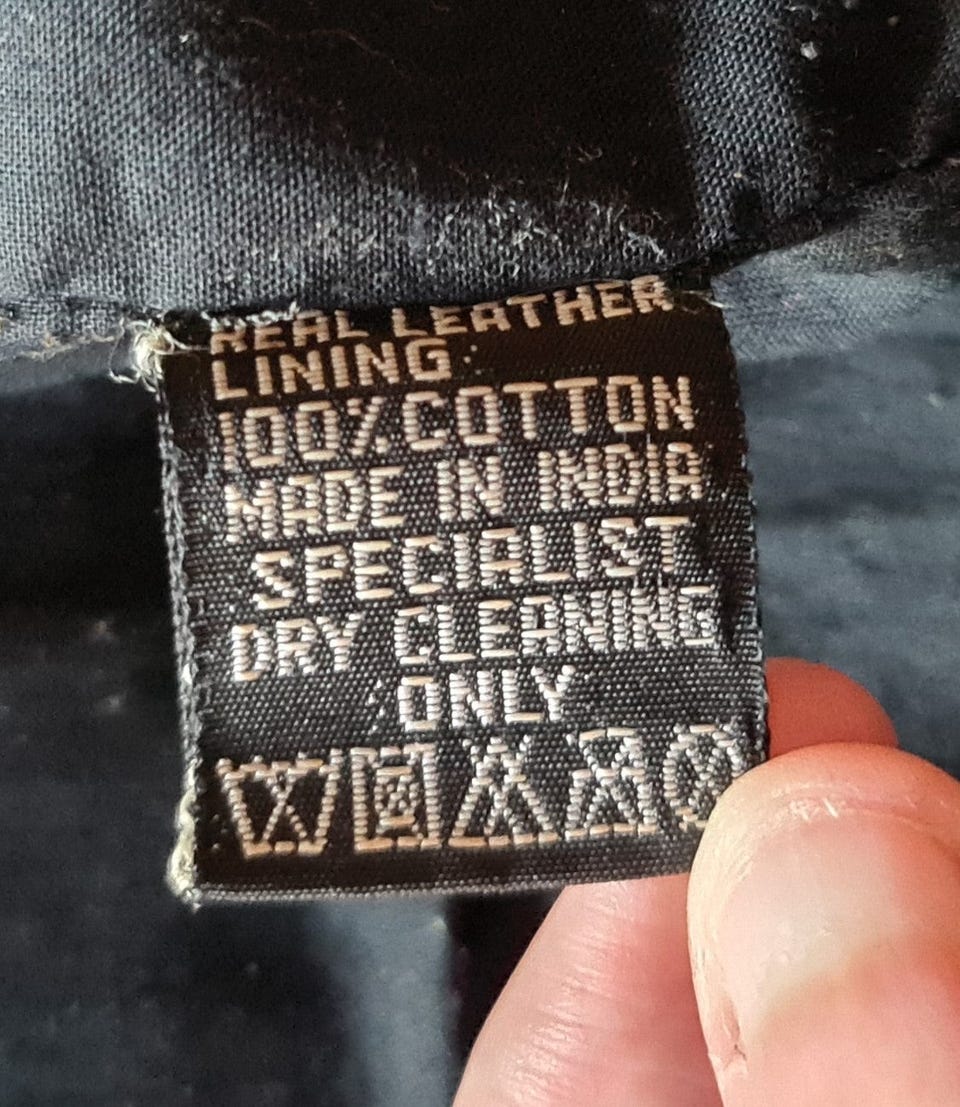 REAL LEATHER
LINING:
100% COTTON
MADE IN INDIA
SPECIALIST
DRY CLEANING
ONLY